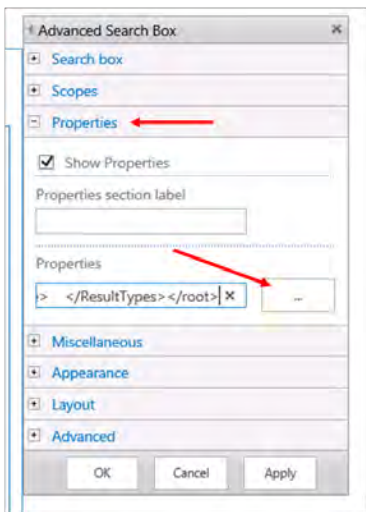 Advanced Search Box
Search box
Scopes
Properties
Show Properties
Properties section label
Properties
> </ResultTypes></root> ...
Miscellaneous
Appearance
Layout
Advanced
OK Cancel Apply